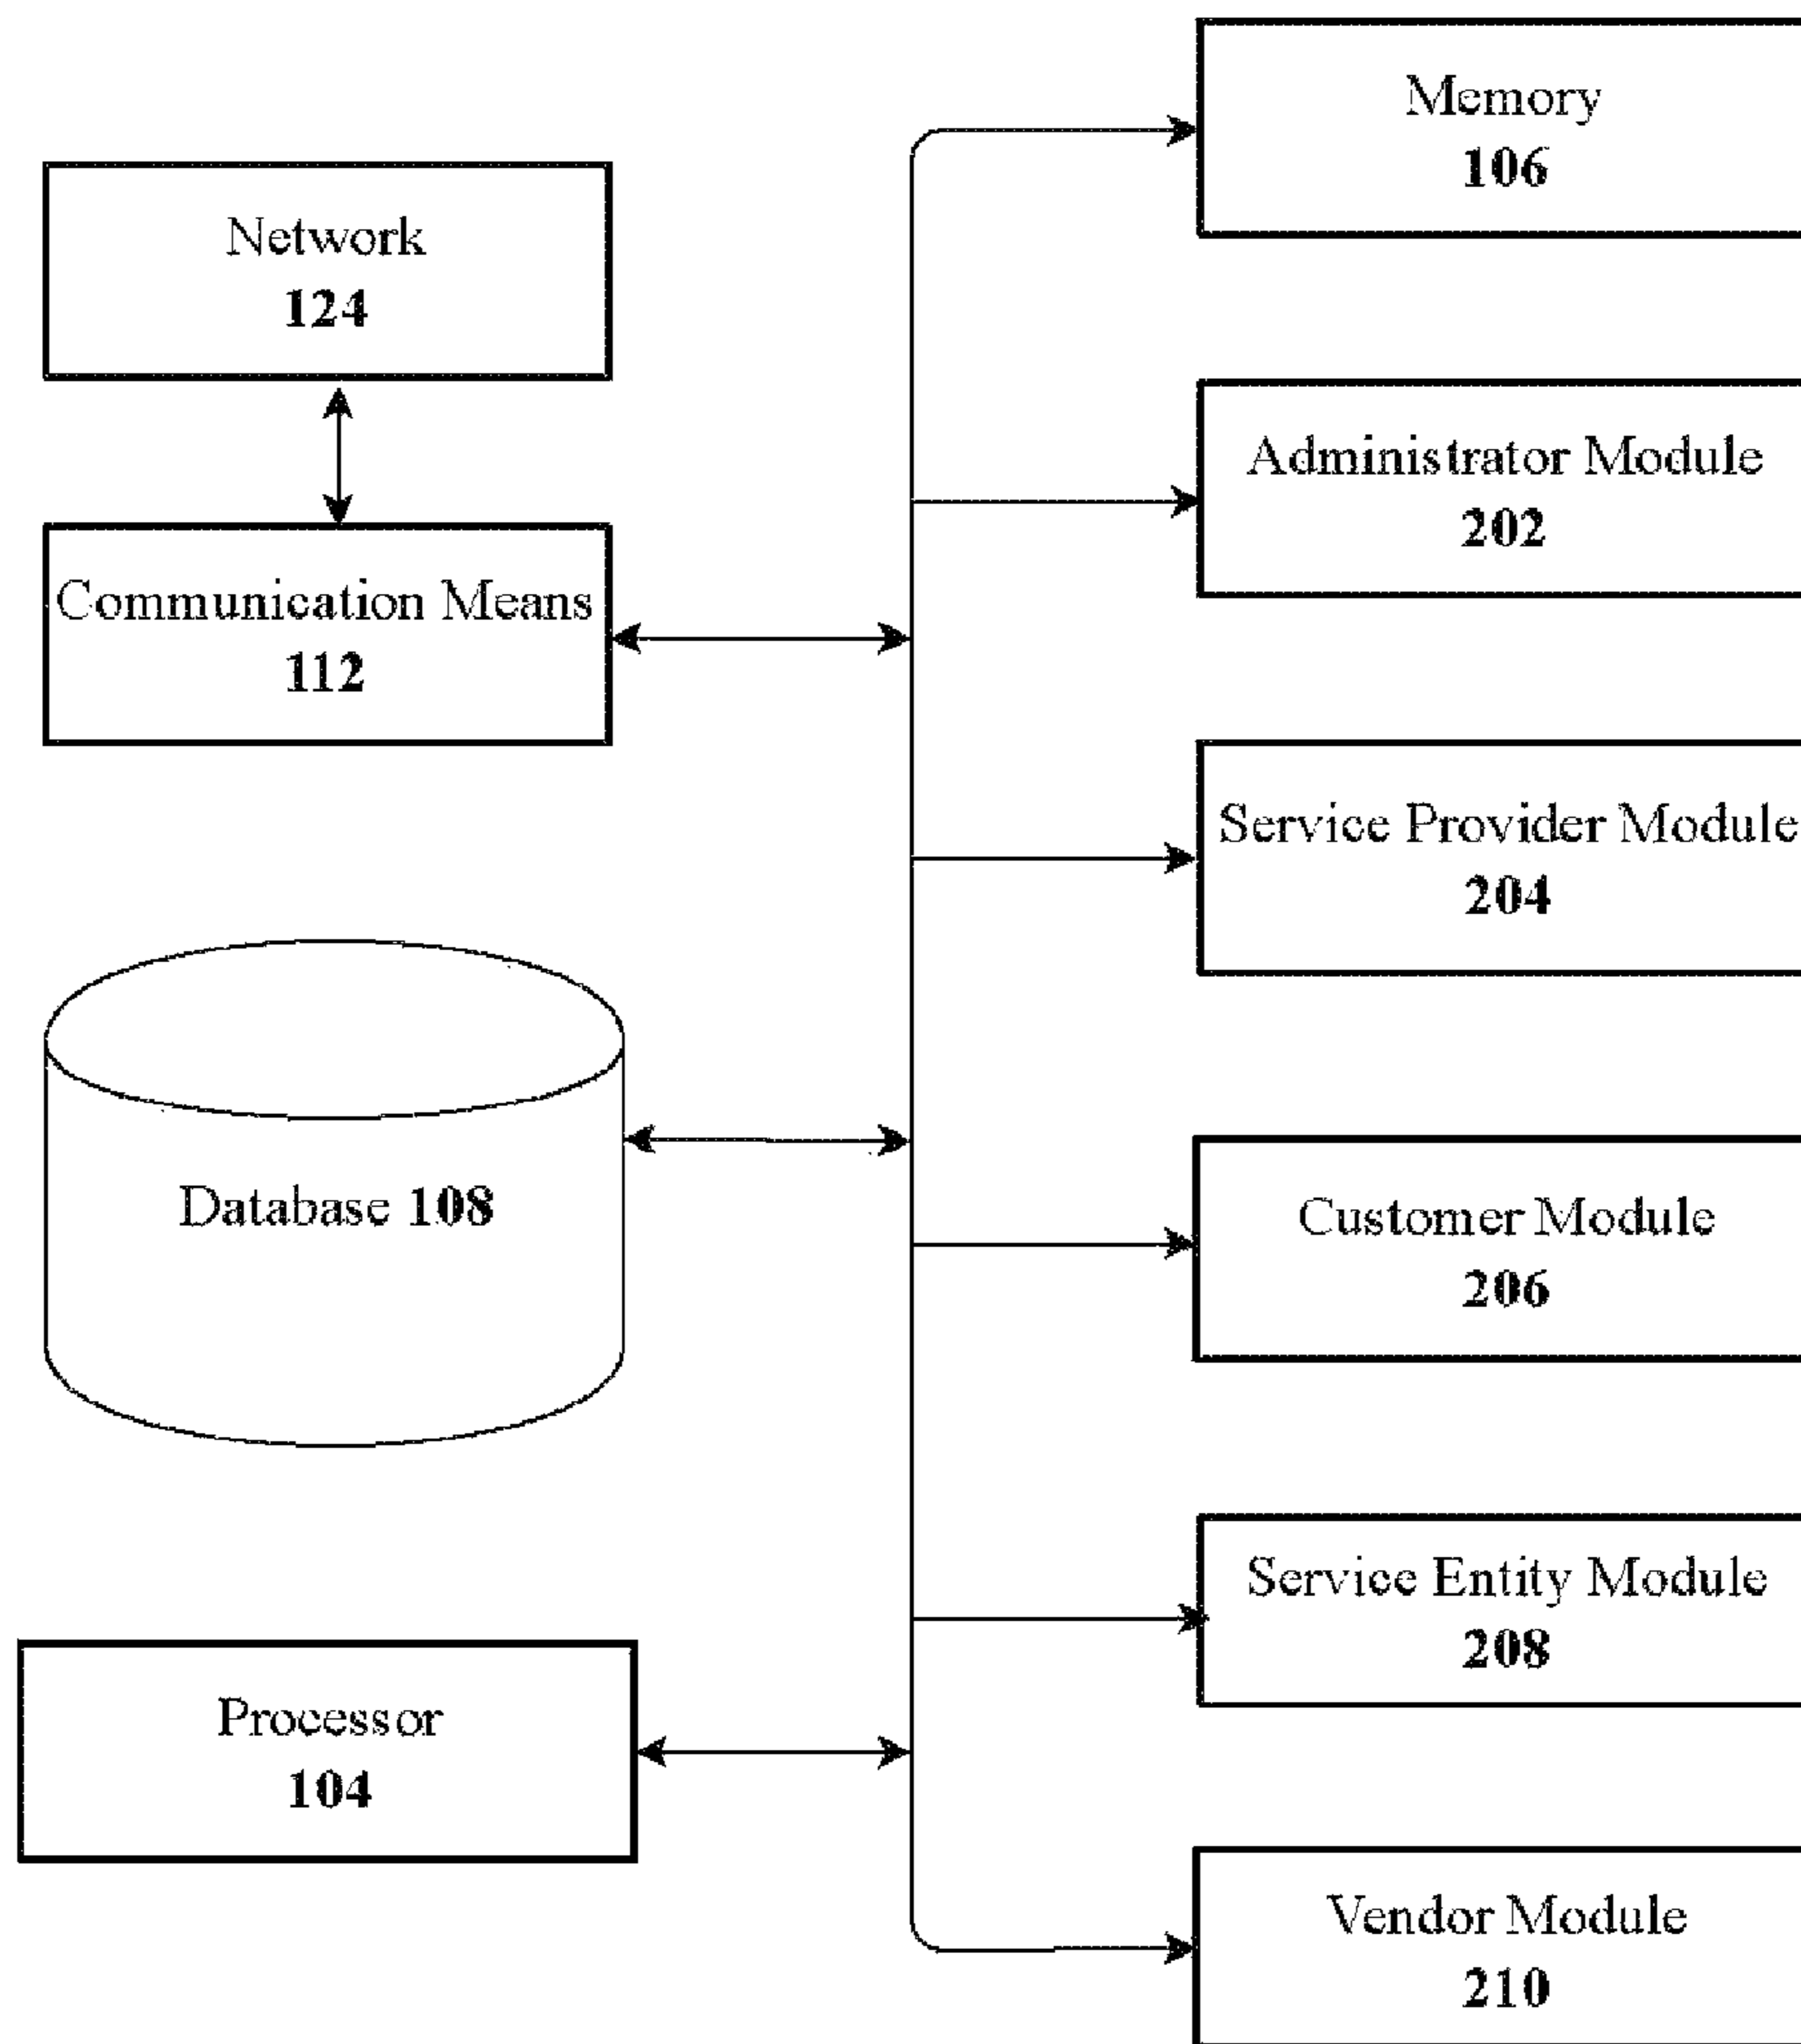 Memory
106
Network
124
Administrator Module
202
Communication Means
112
Service Provider Module
204
Database 108
Customer Module
206
Service Entity Module
208
Processor
104
Vendor Module
210